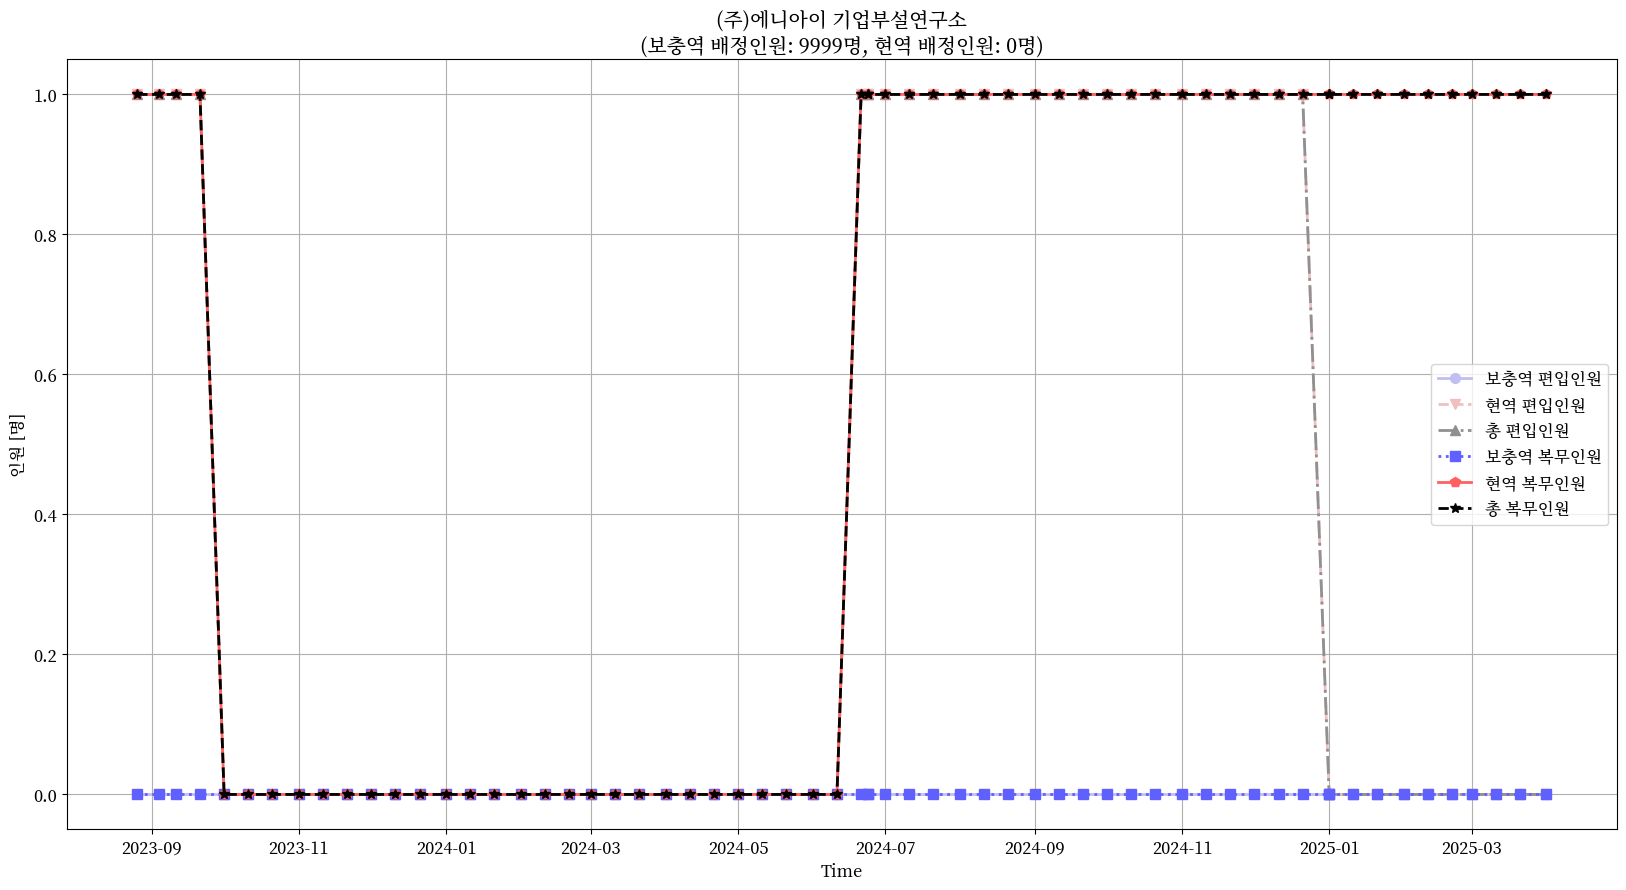 (주)에니아이 기업부설연구소
(보충역 배정인원: 9999명, 현역 배정인원: 0명)
1.0
0.8
0.6
0.4
0.2
0.0
인원 [명]
보충역 편입인원
현역 편입인원
총 편입인원
보충역 복무인원
현역 복무인원
총 복무인원
2023-09 2023-11 2024-01 2024-03 2024-05 2024-07 2024-09 2024-11 2025-01 2025-03
Time